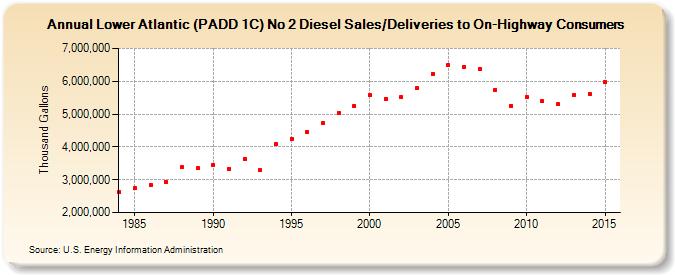 Annual Lower Atlantic (PADD 1C) No 2 Diesel Sales/Deliveries to On-Highway Consumers
Thousand Gallons
7,000,000
6,000,000
5,000,000
4,000,000
3,000,000
2,000,000
1985 1990 1995 2000 2005 2010 2015
Source: U.S. Energy Information Administration